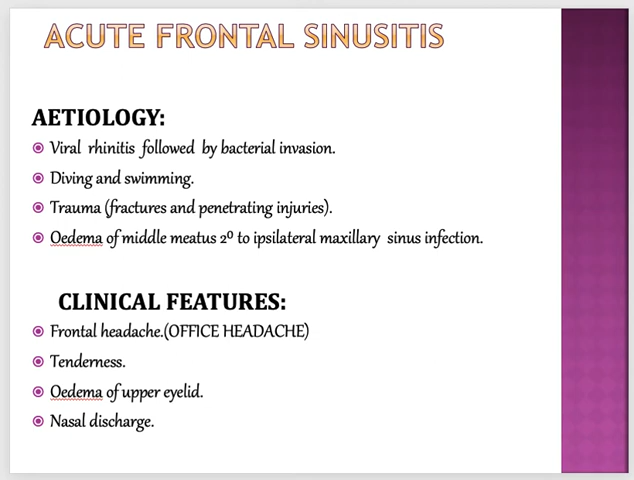 ACUTE FRONTAL SINUSITIS
AETIOLOGY:
Viral rhinitis followed by bacterial invasion.
Diving and swimming.
Trauma (fractures and penetrating injuries).
Oedema of middle meatus 2º to ipsilateral maxillary sinus infection.
CLINICAL FEATURES:
Frontal headache.(OFFICE HEADACHE)
Tenderness.
Oedema of upper eyelid.
Nasal discharge.